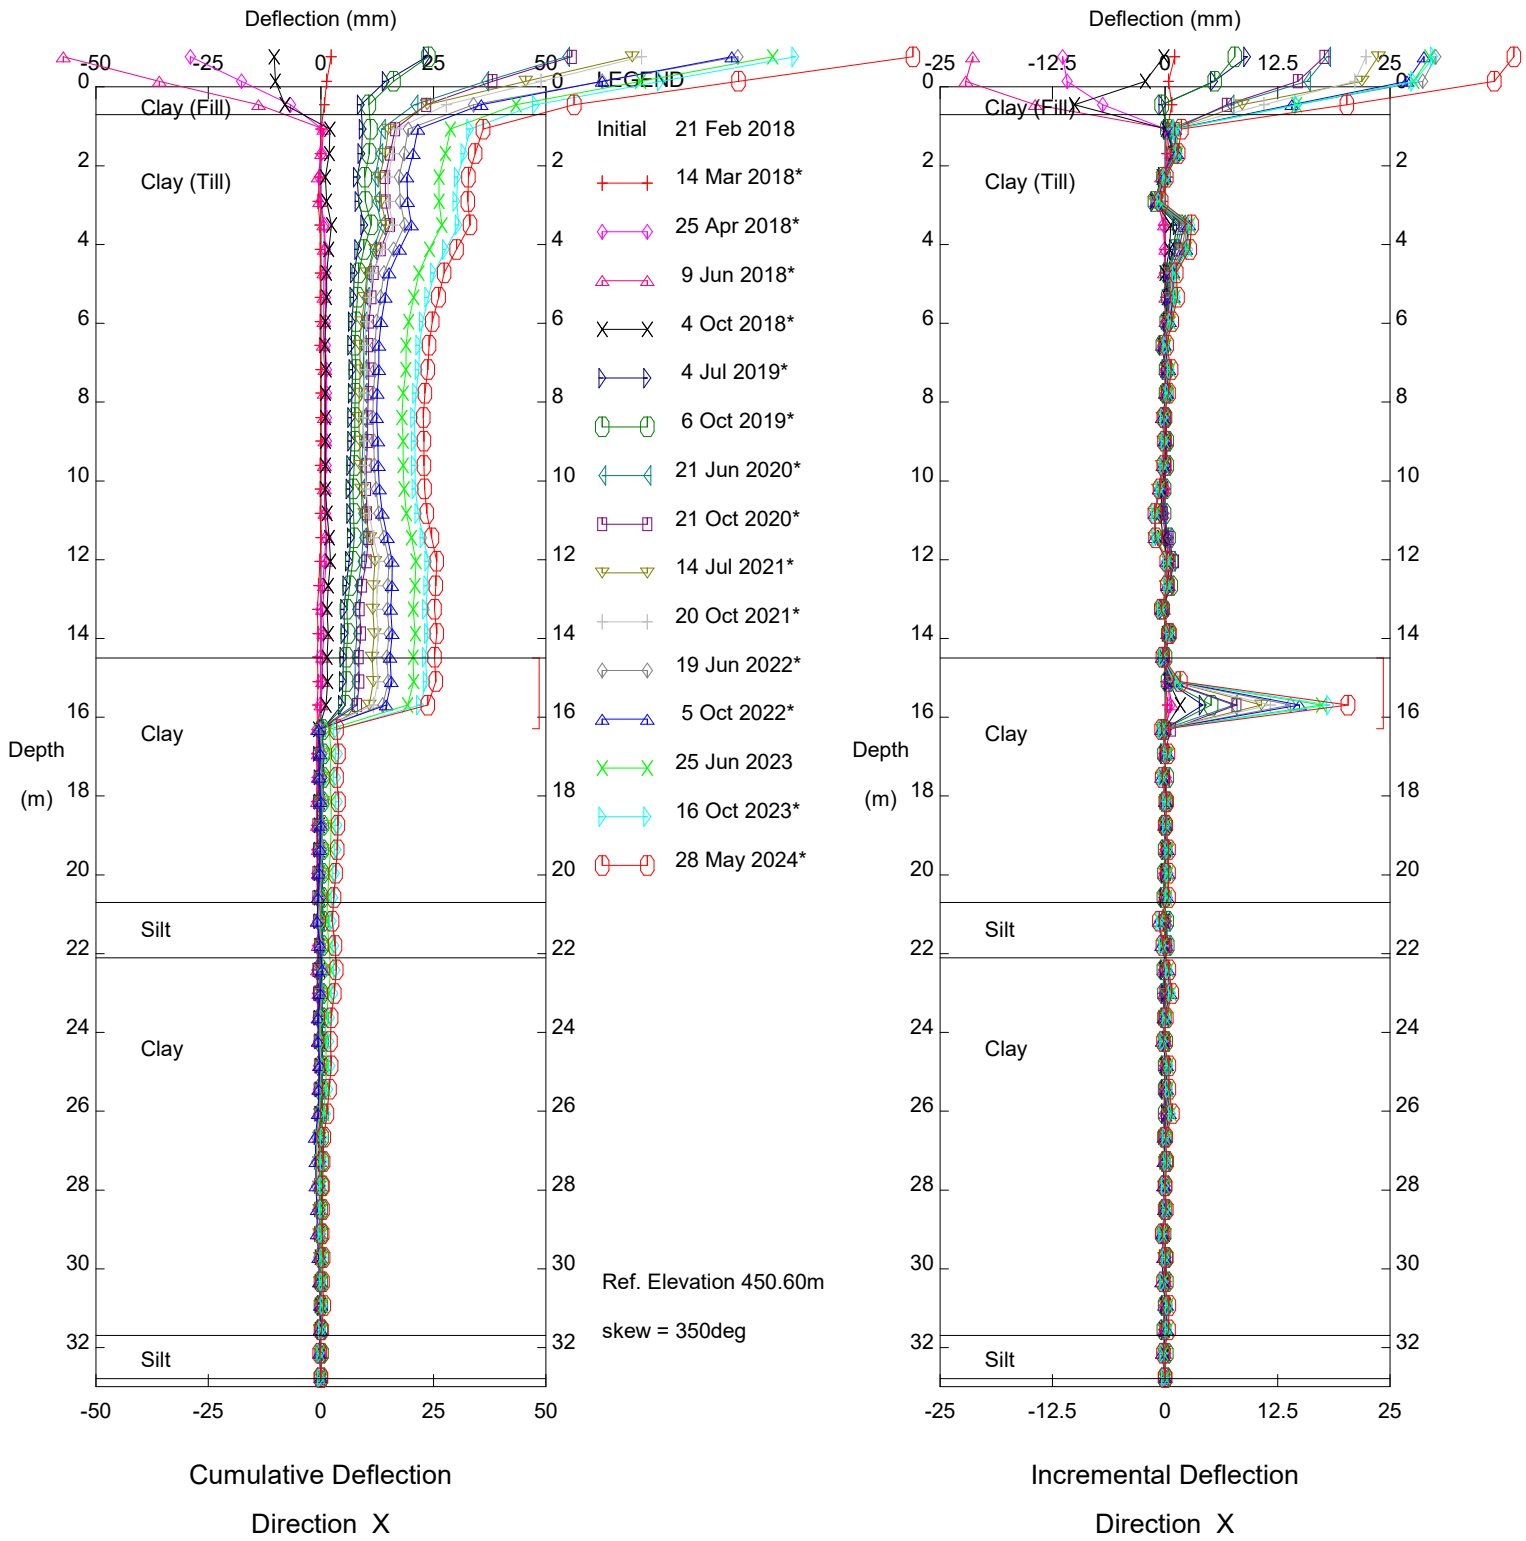 Deflection (mm)
-50 -25 0 25 50
0 0
2 2
4 4
6 6
8 8
10 10
12 12
14 14
16 16
18 18
20 20
22 22
24 24
26 26
28 28
30 30
32 32
Depth
(m)
Clay (Fill)
Clay (Till)
Clay
Silt
Clay
Silt
-50 -25 0 25 50
Cumulative Deflection
Direction X
LEGEND
Initial 21 Feb 2018
14 Mar 2018*
25 Apr 2018*
9 Jun 2018*
4 Oct 2018*
4 Jul 2019*
6 Oct 2019*
21 Jun 2020*
21 Oct 2020*
14 Jul 2021*
20 Oct 2021*
19 Jun 2022*
5 Oct 2022*
25 Jun 2023
16 Oct 2023*
28 May 2024*
Ref. Elevation 450.60m
skew = 350deg
Deflection (mm)
-25 -12.5 0 12.5 25
0 0
2 2
4 4
6 6
8 8
10 10
12 12
14 14
16 16
18 18
20 20
22 22
24 24
26 26
28 28
30 30
32 32
Depth
(m)
Clay (Fill)
Clay (Till)
Clay
Silt
Clay
Silt
-25 -12.5 0 12.5 25
Incremental Deflection
Direction X